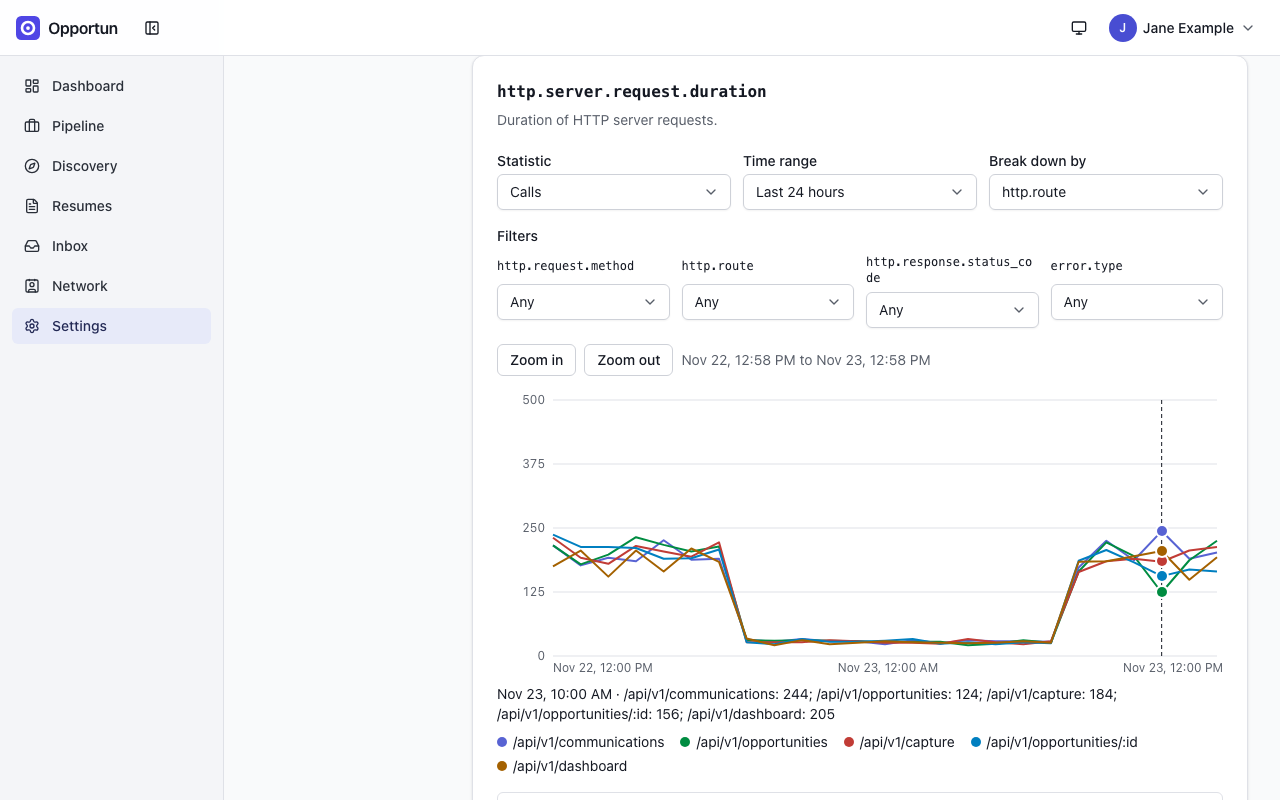 Opportun
J
Jane Example
Dashboard
Pipeline
Discovery
Resumes
Inbox
Network
Settings
http.server.request.duration
Duration of HTTP server requests.
Statistic
Time range
Break down by
Calls
Last 24 hours
http.route
Filters
http.request.method
http.route
http.response.status_co
de
error.type
Any
Any
Any
Any
Zoom in
Zoom out
Nov 22, 12:58 PM to Nov 23, 12:58 PM
500
375
250
125
0
Nov 22, 12:00 PM
Nov 23, 12:00 AM
Nov 23, 12:00 PM
Nov 23, 10:00 AM · /api/v1/communications: 244; /api/v1/opportunities: 124; /api/v1/capture: 184;
/api/v1/opportunities/:id: 156; /api/v1/dashboard: 205
/api/v1/communications
/api/v1/opportunities
/api/v1/capture
/api/v1/opportunities/:id
/api/v1/dashboard